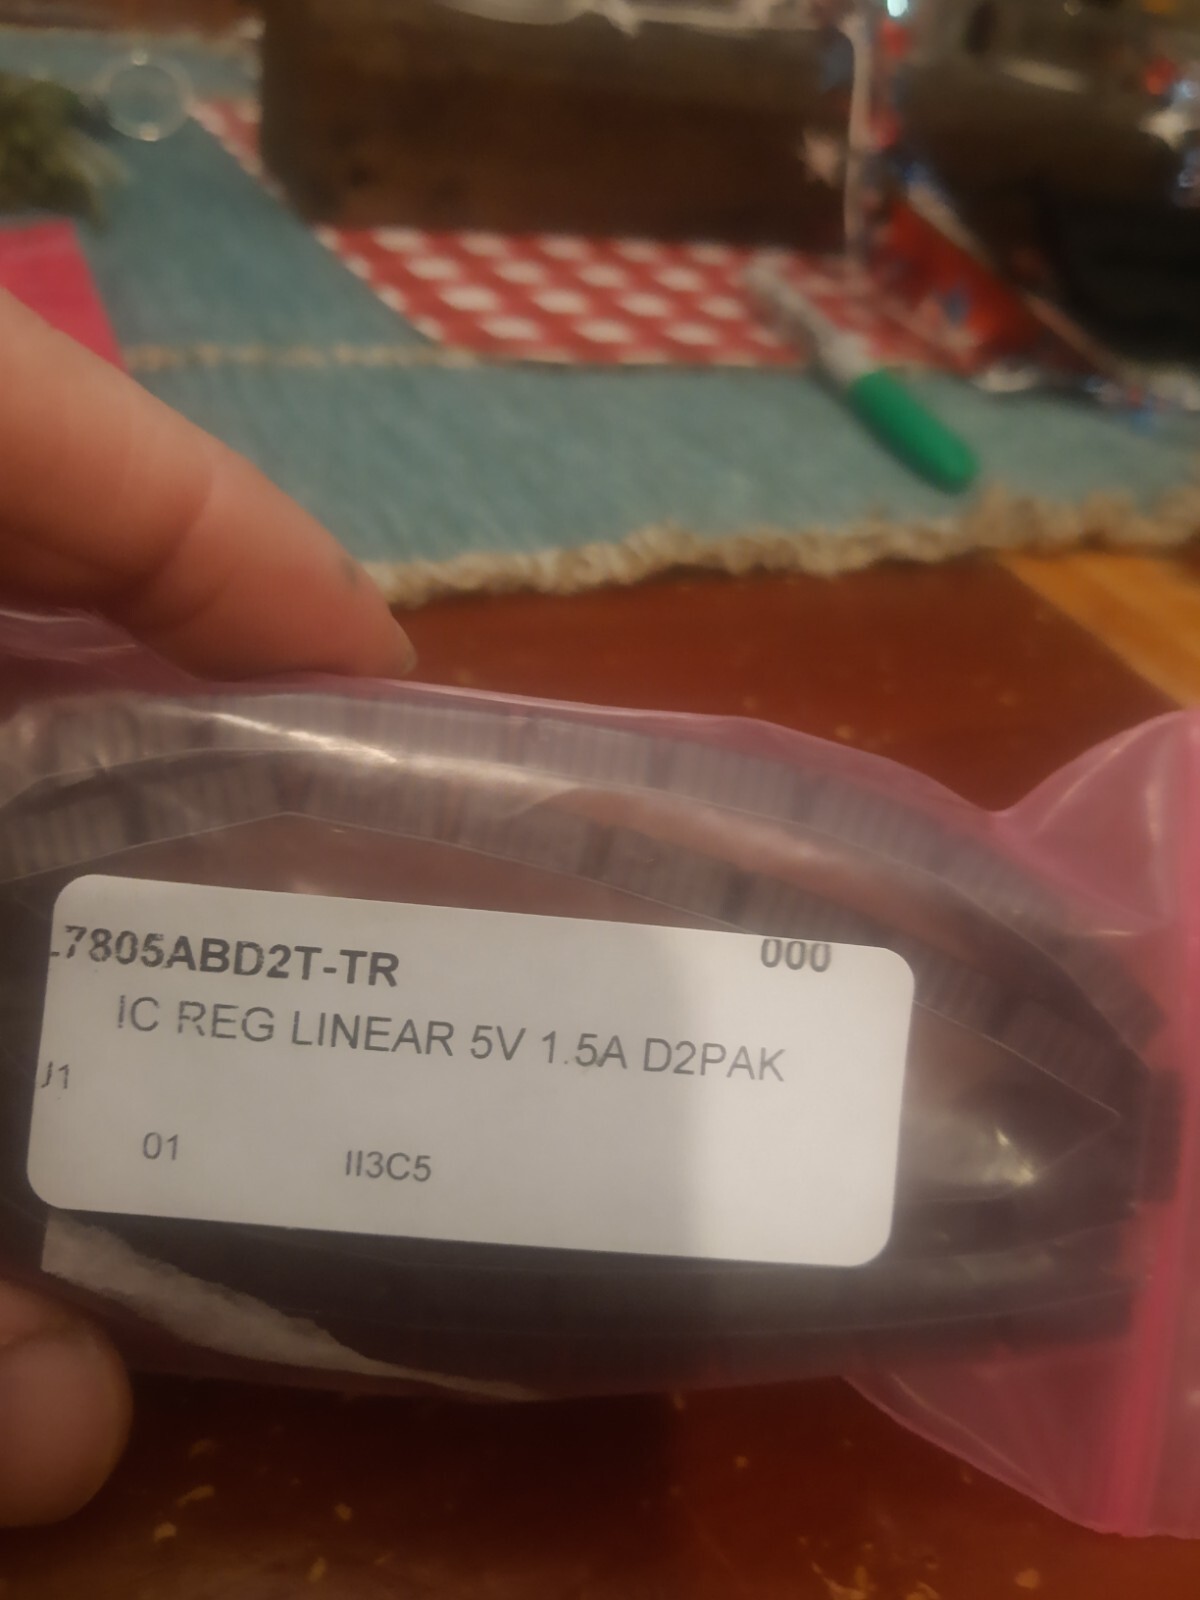 .7805ABD2T-TR 000
IC REG LINEAR 5V 1.5A D2PAK
J1
01 II3C5